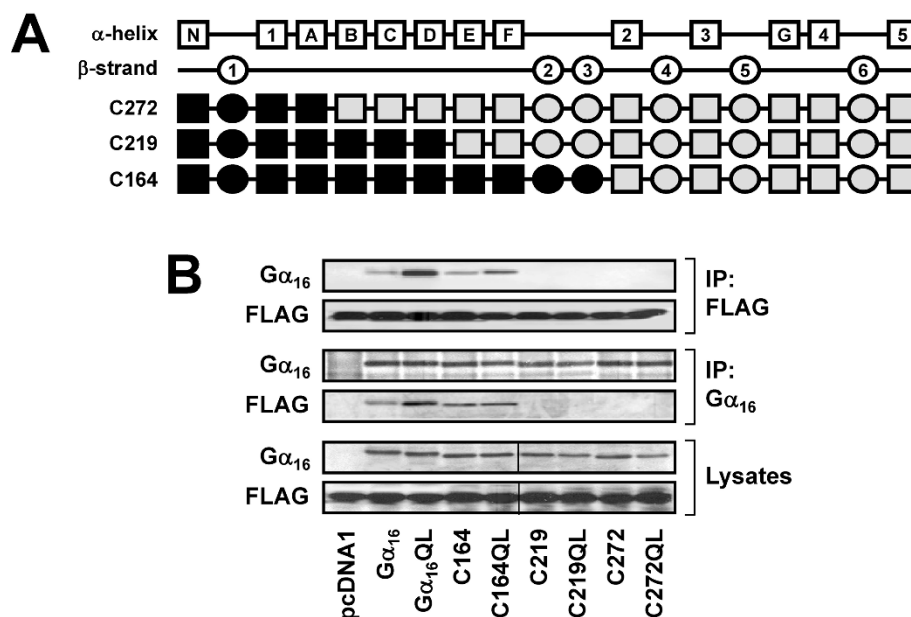 A
α-helix N 1 A B C D E F 2 3 G 4 5
β-strand 1 2 3 4 5 6
C272
C219
C164
B
Gα16
FLAG
IP:
FLAG
Gα16
FLAG
IP:
Gα16
Gα16
FLAG
Lysates
pcDNA1 Gα16 Gα16QL C164 C164QL C219 C219QL C272 C272QL